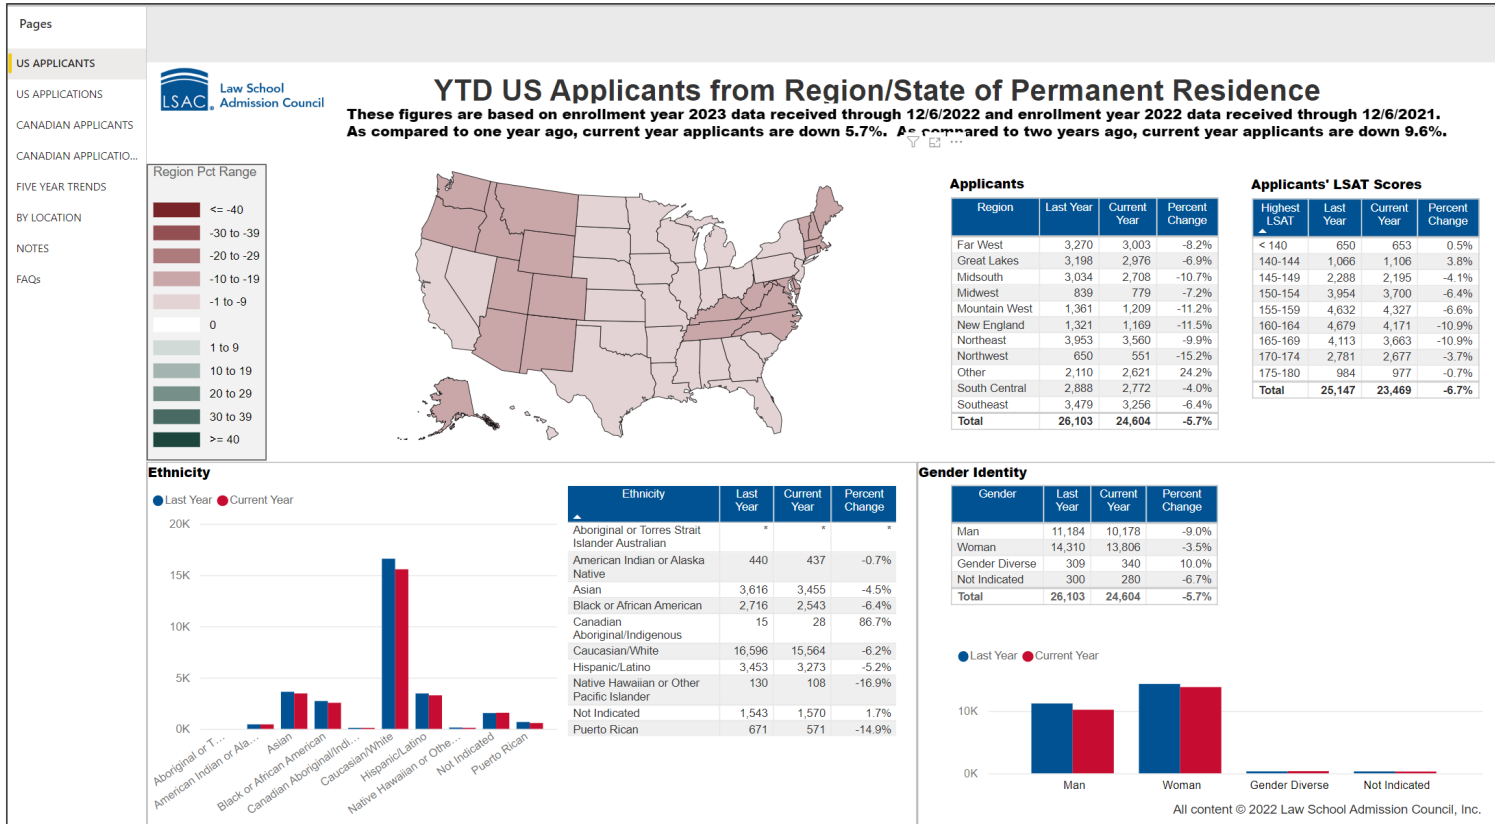 Pages
US APPLICANTS
US APPLICATIONS
CANADIAN APPLICANTS
CANADIAN APPLICATIO...
FIVE YEAR TRENDS
BY LOCATION
NOTES
FAQs
LSAC
Law School
Admission Council
YTD US Applicants from Region/State of Permanent Residence
These figures are based on enrollment year 2023 data received through 12/6/2022 and enrollment year 2022 data received through 12/6/2021.
As compared to one year ago, current year applicants are down 5.7%. As compared to two years ago, current year applicants are down 9.6%.
Region Pct Range
<= -40
-30 to -39
-20 to -29
-10 to -19
-1 to -9
0
1 to 9
10 to 19
20 to 29
30 to 39
>= 40
Applicants
Region Last Year Current Year Percent Change
Far West 3,270 3,003 -8.2%
Great Lakes 3,198 2,976 -6.9%
Midsouth 3,034 2,708 -10.7%
Midwest 839 779 -7.2%
Mountain West 1,361 1,209 -11.2%
New England 1,321 1,169 -11.5%
Northeast 3,953 3,560 -9.9%
Northwest 650 551 -15.2%
Other 2,110 2,621 24.2%
South Central 2,888 2,772 -4.0%
Southeast 3,479 3,256 -6.4%
Total 26,103 24,604 -5.7%
Applicants' LSAT Scores
Highest LSAT Last Year Current Year Percent Change
< 140 650 653 0.5%
140-144 1,066 1,106 3.8%
145-149 2,288 2,195 -4.1%
150-154 3,954 3,700 -6.4%
155-159 4,632 4,327 -6.6%
160-164 4,679 4,171 -10.9%
165-169 4,113 3,663 -10.9%
170-174 2,781 2,677 -3.7%
175-180 984 977 -0.7%
Total 25,147 23,469 -6.7%
Ethnicity
Last Year Current Year
20K
15K
10K
5K
0K
Aboriginal or T...
American Indian or Ala...
Asian
Black or African American
Canadian Aboriginal/Indi...
Caucasian/White
Hispanic/Latino
Native Hawaiian or Othe...
Not Indicated
Puerto Rican
Ethnicity Last Year Current Year Percent Change
Aboriginal or Torres Strait Islander Australian * * *
American Indian or Alaska Native 440 437 -0.7%
Asian 3,616 3,455 -4.5%
Black or African American 2,716 2,543 -6.4%
Canadian Aboriginal/Indigenous 15 28 86.7%
Caucasian/White 16,596 15,564 -6.2%
Hispanic/Latino 3,453 3,273 -5.2%
Native Hawaiian or Other Pacific Islander 130 108 -16.9%
Not Indicated 1,543 1,570 1.7%
Puerto Rican 671 571 -14.9%
Gender Identity
Gender Last Year Current Year Percent Change
Man 11,184 10,178 -9.0%
Woman 14,310 13,806 -3.5%
Gender Diverse 309 340 10.0%
Not Indicated 300 280 -6.7%
Total 26,103 24,604 -5.7%
Last Year Current Year
10K
0K
Man
Woman
Gender Diverse
Not Indicated
All content © 2022 Law School Admission Council, Inc.